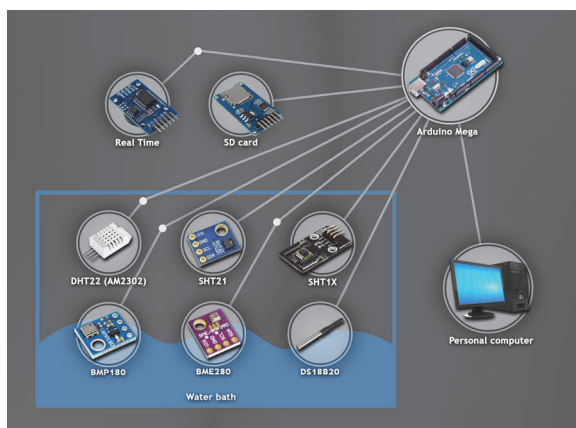 Real Time
SD card
Arduino Mega
DHT22 (AM2302)
SHT21
SHT1X
Personal computer
BMP180
BME280
DS18B20
Water bath